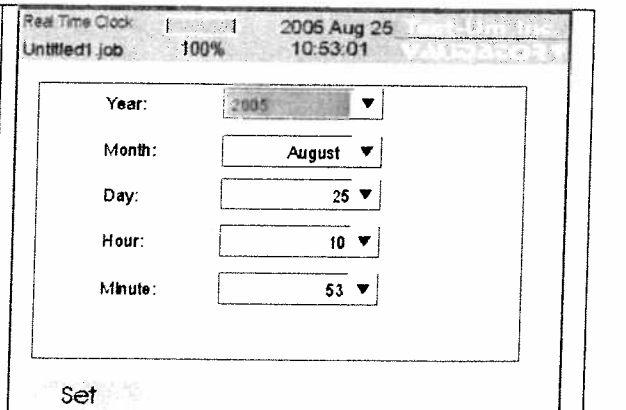 Real Time Clock 2005 Aug 25
Untitled1.job 100% 10:53:01
Year: 2005
Month: August
Day: 25
Hour: 10
Minute: 53
Set